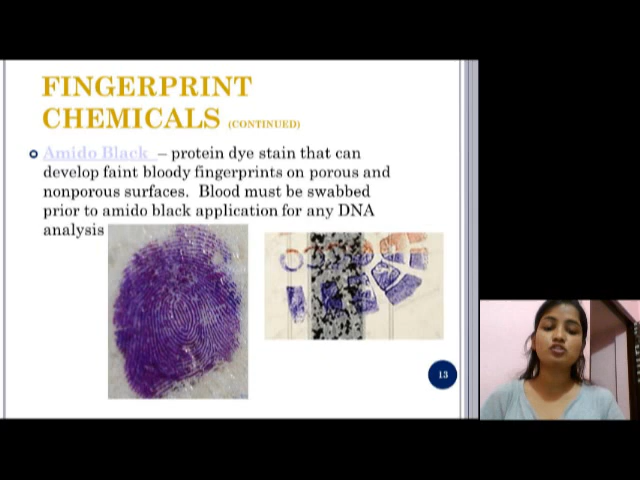 FINGERPRINT
CHEMICALS (CONTINUED)
Amido Black – protein dye stain that can
develop faint bloody fingerprints on porous and
nonporous surfaces. Blood must be swabbed
prior to amido black application for any DNA
analysis
13